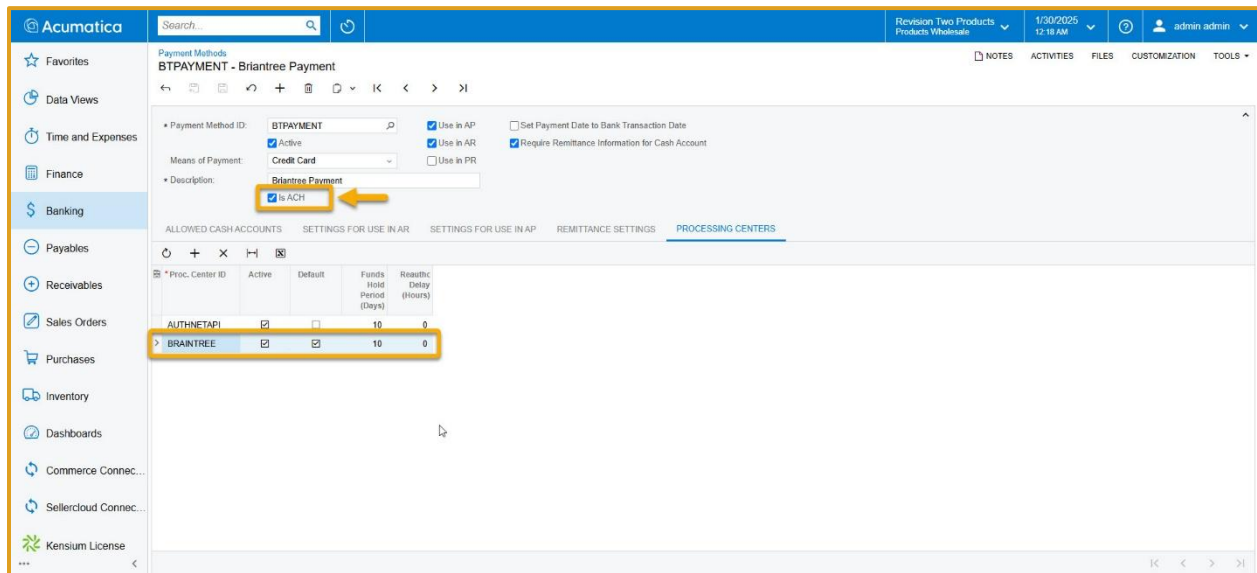 Acumatica
Search...
Revision Two Products
Products Wholesale
1/30/2025
12:18 AM
admin admin
Favorites
Data Views
Time and Expenses
Finance
Banking
Payables
Receivables
Sales Orders
Purchases
Inventory
Dashboards
Commerce Connec...
Sellercloud Connec...
Kensium License
Payment Methods
BTPAYMENT - Briantree Payment
NOTES ACTIVITIES FILES CUSTOMIZATION TOOLS
* Payment Method ID: BTPAYMENT Use in AP Set Payment Date to Bank Transaction Date
Active Use in AR Require Remittance Information for Cash Account
Means of Payment: Credit Card Use in PR
* Description: Briantree Payment
Is ACH
ALLOWED CASH ACCOUNTS SETTINGS FOR USE IN AR SETTINGS FOR USE IN AP REMITTANCE SETTINGS PROCESSING CENTERS
* Proc. Center ID Active Default Funds Reauthc
Hold Delay
Period (Hours)
(Days)
AUTHNETAPI 10 0
BRAINTREE 10 0